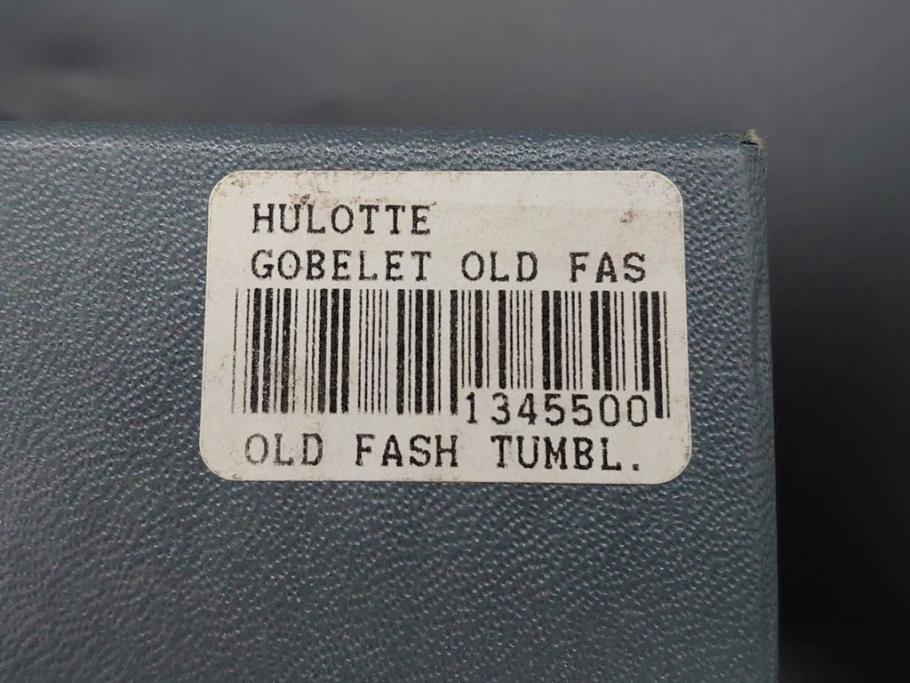 HULOTTE
GOBELET OLD FAS
1345500
OLD FASH TUMBL.